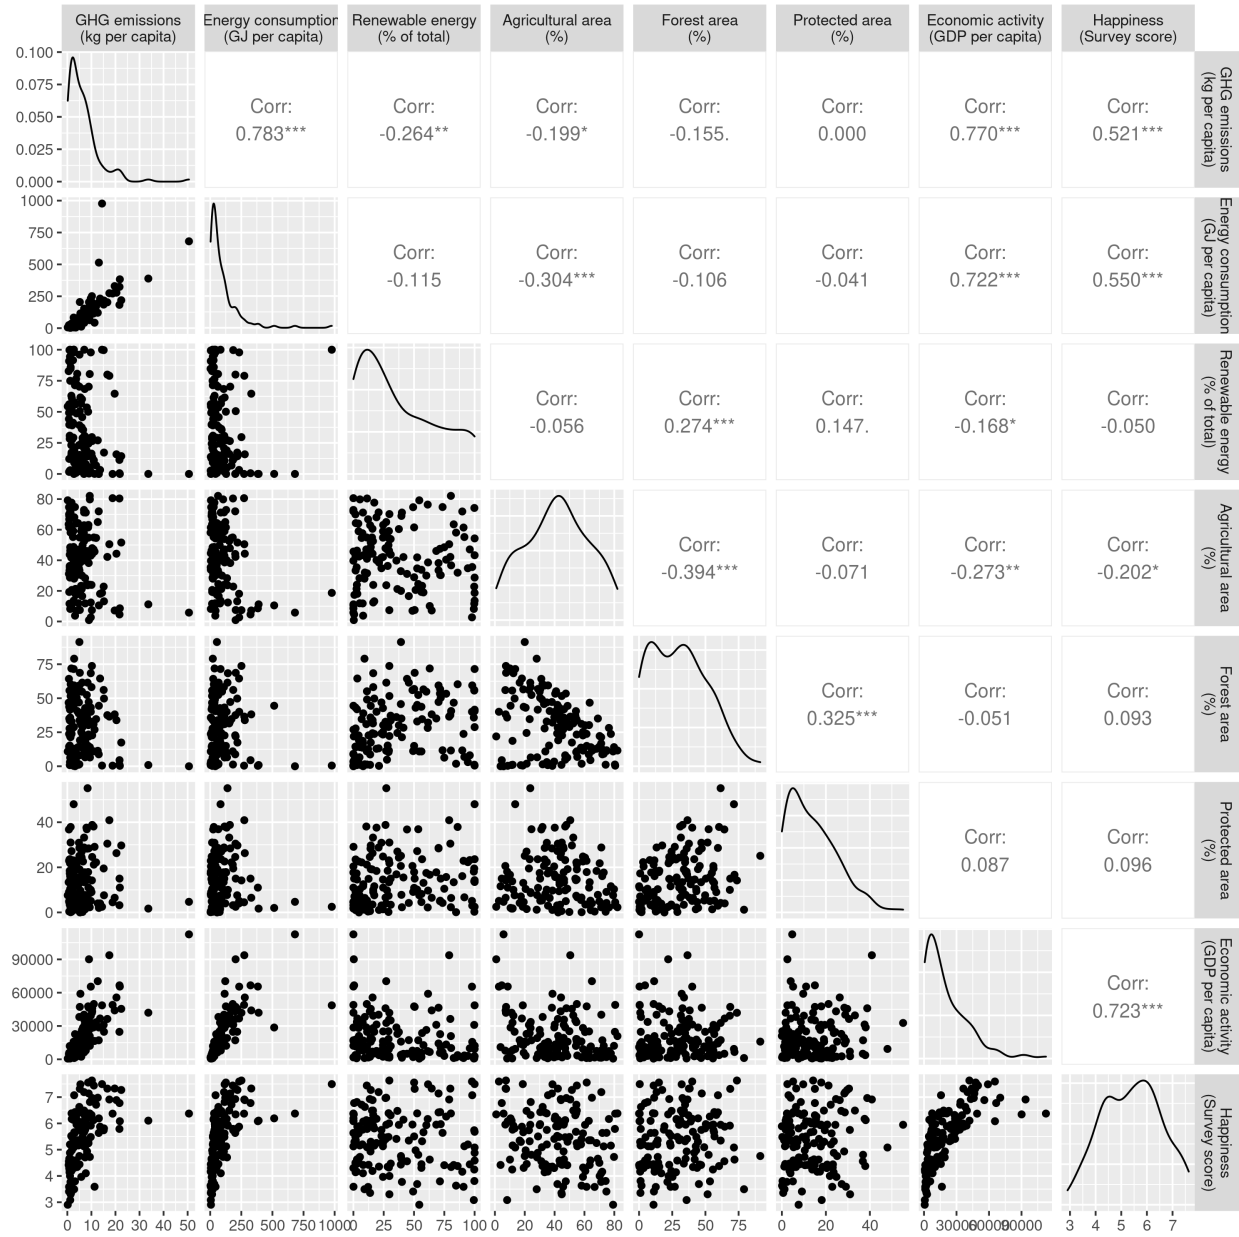 GHG emissions
(kg per capita)
Energy consumption
(GJ per capita)
Renewable energy
(% of total)
Agricultural area
(%)
Forest area
(%)
Protected area
(%)
Economic activity
(GDP per capita)
Happiness
(Survey score)
0.100
0.075
0.050
0.025
0.000
Corr:
0.783***
Corr:
-0.264**
Corr:
-0.199*
Corr:
-0.155.
Corr:
0.000
Corr:
0.770***
Corr:
0.521***
GHG emissions
(kg per capita)
1000
750
500
250
0
Corr:
-0.115
Corr:
-0.304***
Corr:
-0.106
Corr:
-0.041
Corr:
0.722***
Corr:
0.550***
Energy consumption
(GJ per capita)
100
75
50
25
0
Corr:
-0.056
Corr:
0.274***
Corr:
0.147.
Corr:
-0.168*
Corr:
-0.050
Renewable energy
(% of total)
80
60
40
20
0
Corr:
-0.394***
Corr:
-0.071
Corr:
-0.273**
Corr:
-0.202*
Agricultural area
(%)
75
50
25
0
Corr:
0.325***
Corr:
-0.051
Corr:
0.093
Forest area
(%)
40
20
0
Corr:
0.087
Corr:
0.096
Protected area
(%)
90000
60000
30000
0
Corr:
0.723***
Economic activity
(GDP per capita)
7
6
5
4
3
Happiness
(Survey score)
0 10 20 30 40 50
0 250 500 750 1000
0 25 50 75 100
0 20 40 60 80
0 25 50 75
0 20 40
0 30000 60000 90000
3 4 5 6 7